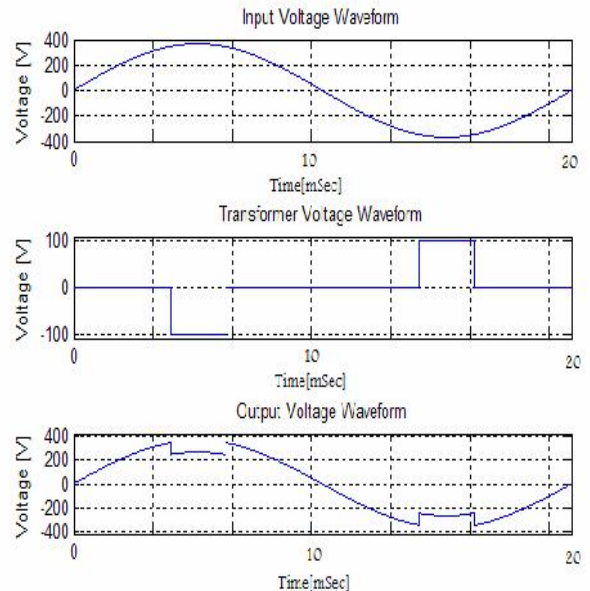 Input Voltage Waveform
Voltage [V]
400
200
0
-200
-400
0
10
20
Time[mSec]
Transformer Voltage Waveform
Voltage [V]
100
0
-100
0
10
20
Time[mSec]
Output Voltage Waveform
Voltage [V]
400
200
0
-200
-400
0
10
20
Time[mSec]